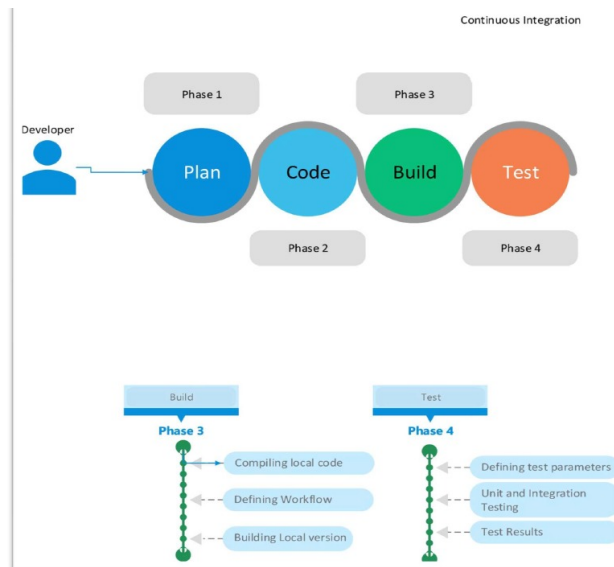 Continuous Integration
Phase 1
Phase 3
Developer
Plan
Code
Build
Test
Phase 2
Phase 4
Build
Test
Phase 3
Phase 4
Compiling local code
Defining Workflow
Building Local version
Defining test parameters
Unit and Integration
Testing
Test Results